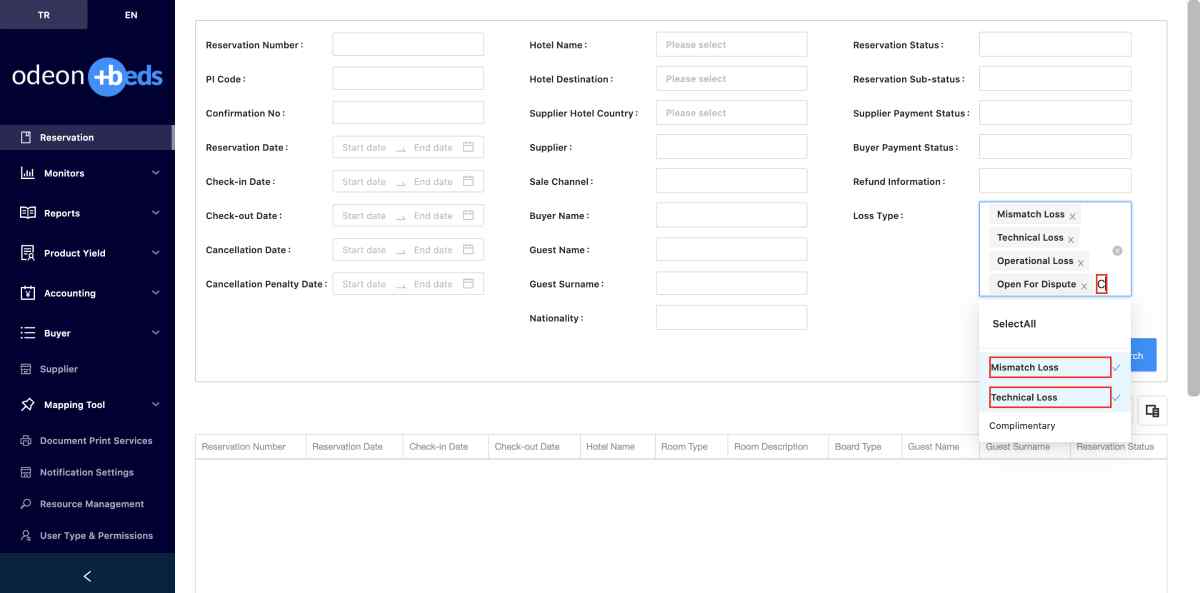 TR
EN
odeon +beds
Reservation
Monitors
Reports
Product Yield
Accounting
Buyer
Supplier
Mapping Tool
Document Print Services
Notification Settings
Resource Management
User Type & Permissions
Reservation Number :
PI Code :
Confirmation No :
Reservation Date : Start date End date
Check-in Date : Start date End date
Check-out Date : Start date End date
Cancellation Date : Start date End date
Cancellation Penalty Date : Start date End date
Hotel Name : Please select
Hotel Destination : Please select
Supplier Hotel Country : Please select
Supplier :
Sale Channel :
Buyer Name :
Guest Name :
Guest Surname :
Nationality :
Reservation Status :
Reservation Sub-status :
Supplier Payment Status :
Buyer Payment Status :
Refund Information :
Loss Type :
Mismatch Loss
Technical Loss
Operational Loss
Open For Dispute C
SelectAll
Mismatch Loss
Technical Loss
Complimentary
rch
Reservation Number Reservation Date Check-in Date Check-out Date Hotel Name Room Type Room Description Board Type Guest Name Guest Surname Reservation Status